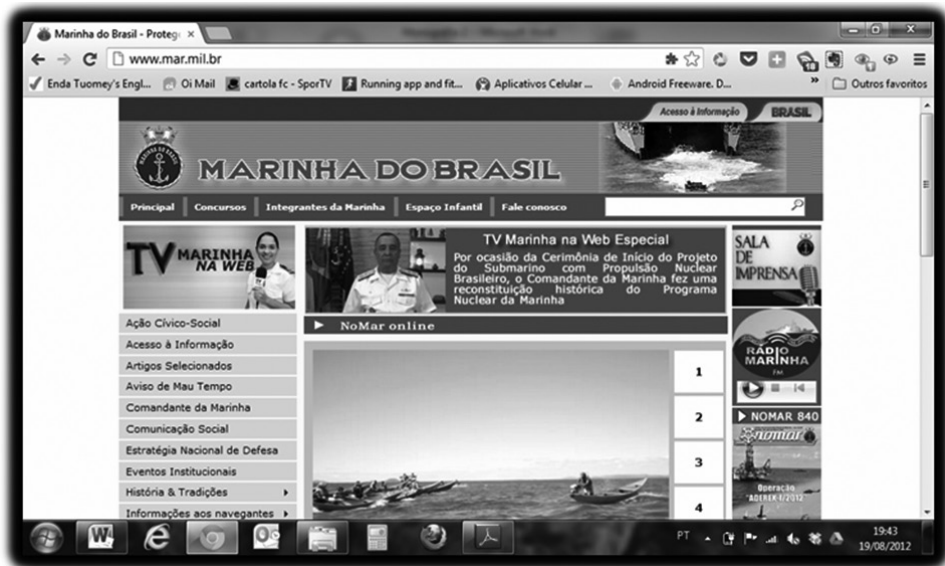 Marinha do Brasil - Proteg
www.mar.mil.br
Enda Tuomey's Engl...
Oi Mail
cartola fc - SporTV
Running app and fit...
Aplicativos Celular ...
Android Freeware. D...
»
Outros favoritos
Acesso à Informação
BRASIL
MARINHA DO BRASIL
Principal
Concursos
Integrantes da Marinha
Espaço Infantil
Fale conosco
TV MARINHA
NA WEB
TV Marinha na Web Especial
Por ocasião da Cerimônia de Início do Projeto
do Submarino com Propulsão Nuclear
Brasileiro, o Comandante da Marinha fez uma
reconstituição histórica do Programa
Nuclear da Marinha
SALA
DE
IMPRENSA
NoMar online
Ação Cívico-Social
Acesso à Informação
Artigos Selecionados
Aviso de Mau Tempo
Comandante da Marinha
Comunicação Social
Estratégia Nacional de Defesa
Eventos Institucionais
História & Tradições
Informações aos navegantes
1
2
3
4
RÁDIO
MARINHA
FM
NOMAR 840
nomar
Operação
"ADEREX-I/2012
PT
19:43
19/08/2012